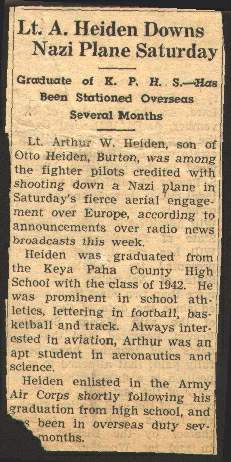 Lt. A. Heiden Downs
Nazi Plane Saturday
Graduate of K. P. H. S.—Has
Been Stationed Overseas
Several Months
Lt. Arthur W. Heiden, son of
Otto Heiden, Burton, was among
the fighter pilots credited with
shooting down a Nazi plane in
Saturday's fierce aerial engage-
ment over Europe, according to
announcements over radio news
broadcasts this week.
Heiden was graduated from
the Keya Paha County High
School with the class of 1942. He
was prominent in school ath-
letics, lettering in football, bas-
ketball and track. Always inter-
ested in aviation, Arthur was an
apt student in aeronautics and
science.
Heiden enlisted in the Army
Air Corps shortly following his
graduation from high school, and
has been in overseas duty sev-
months.